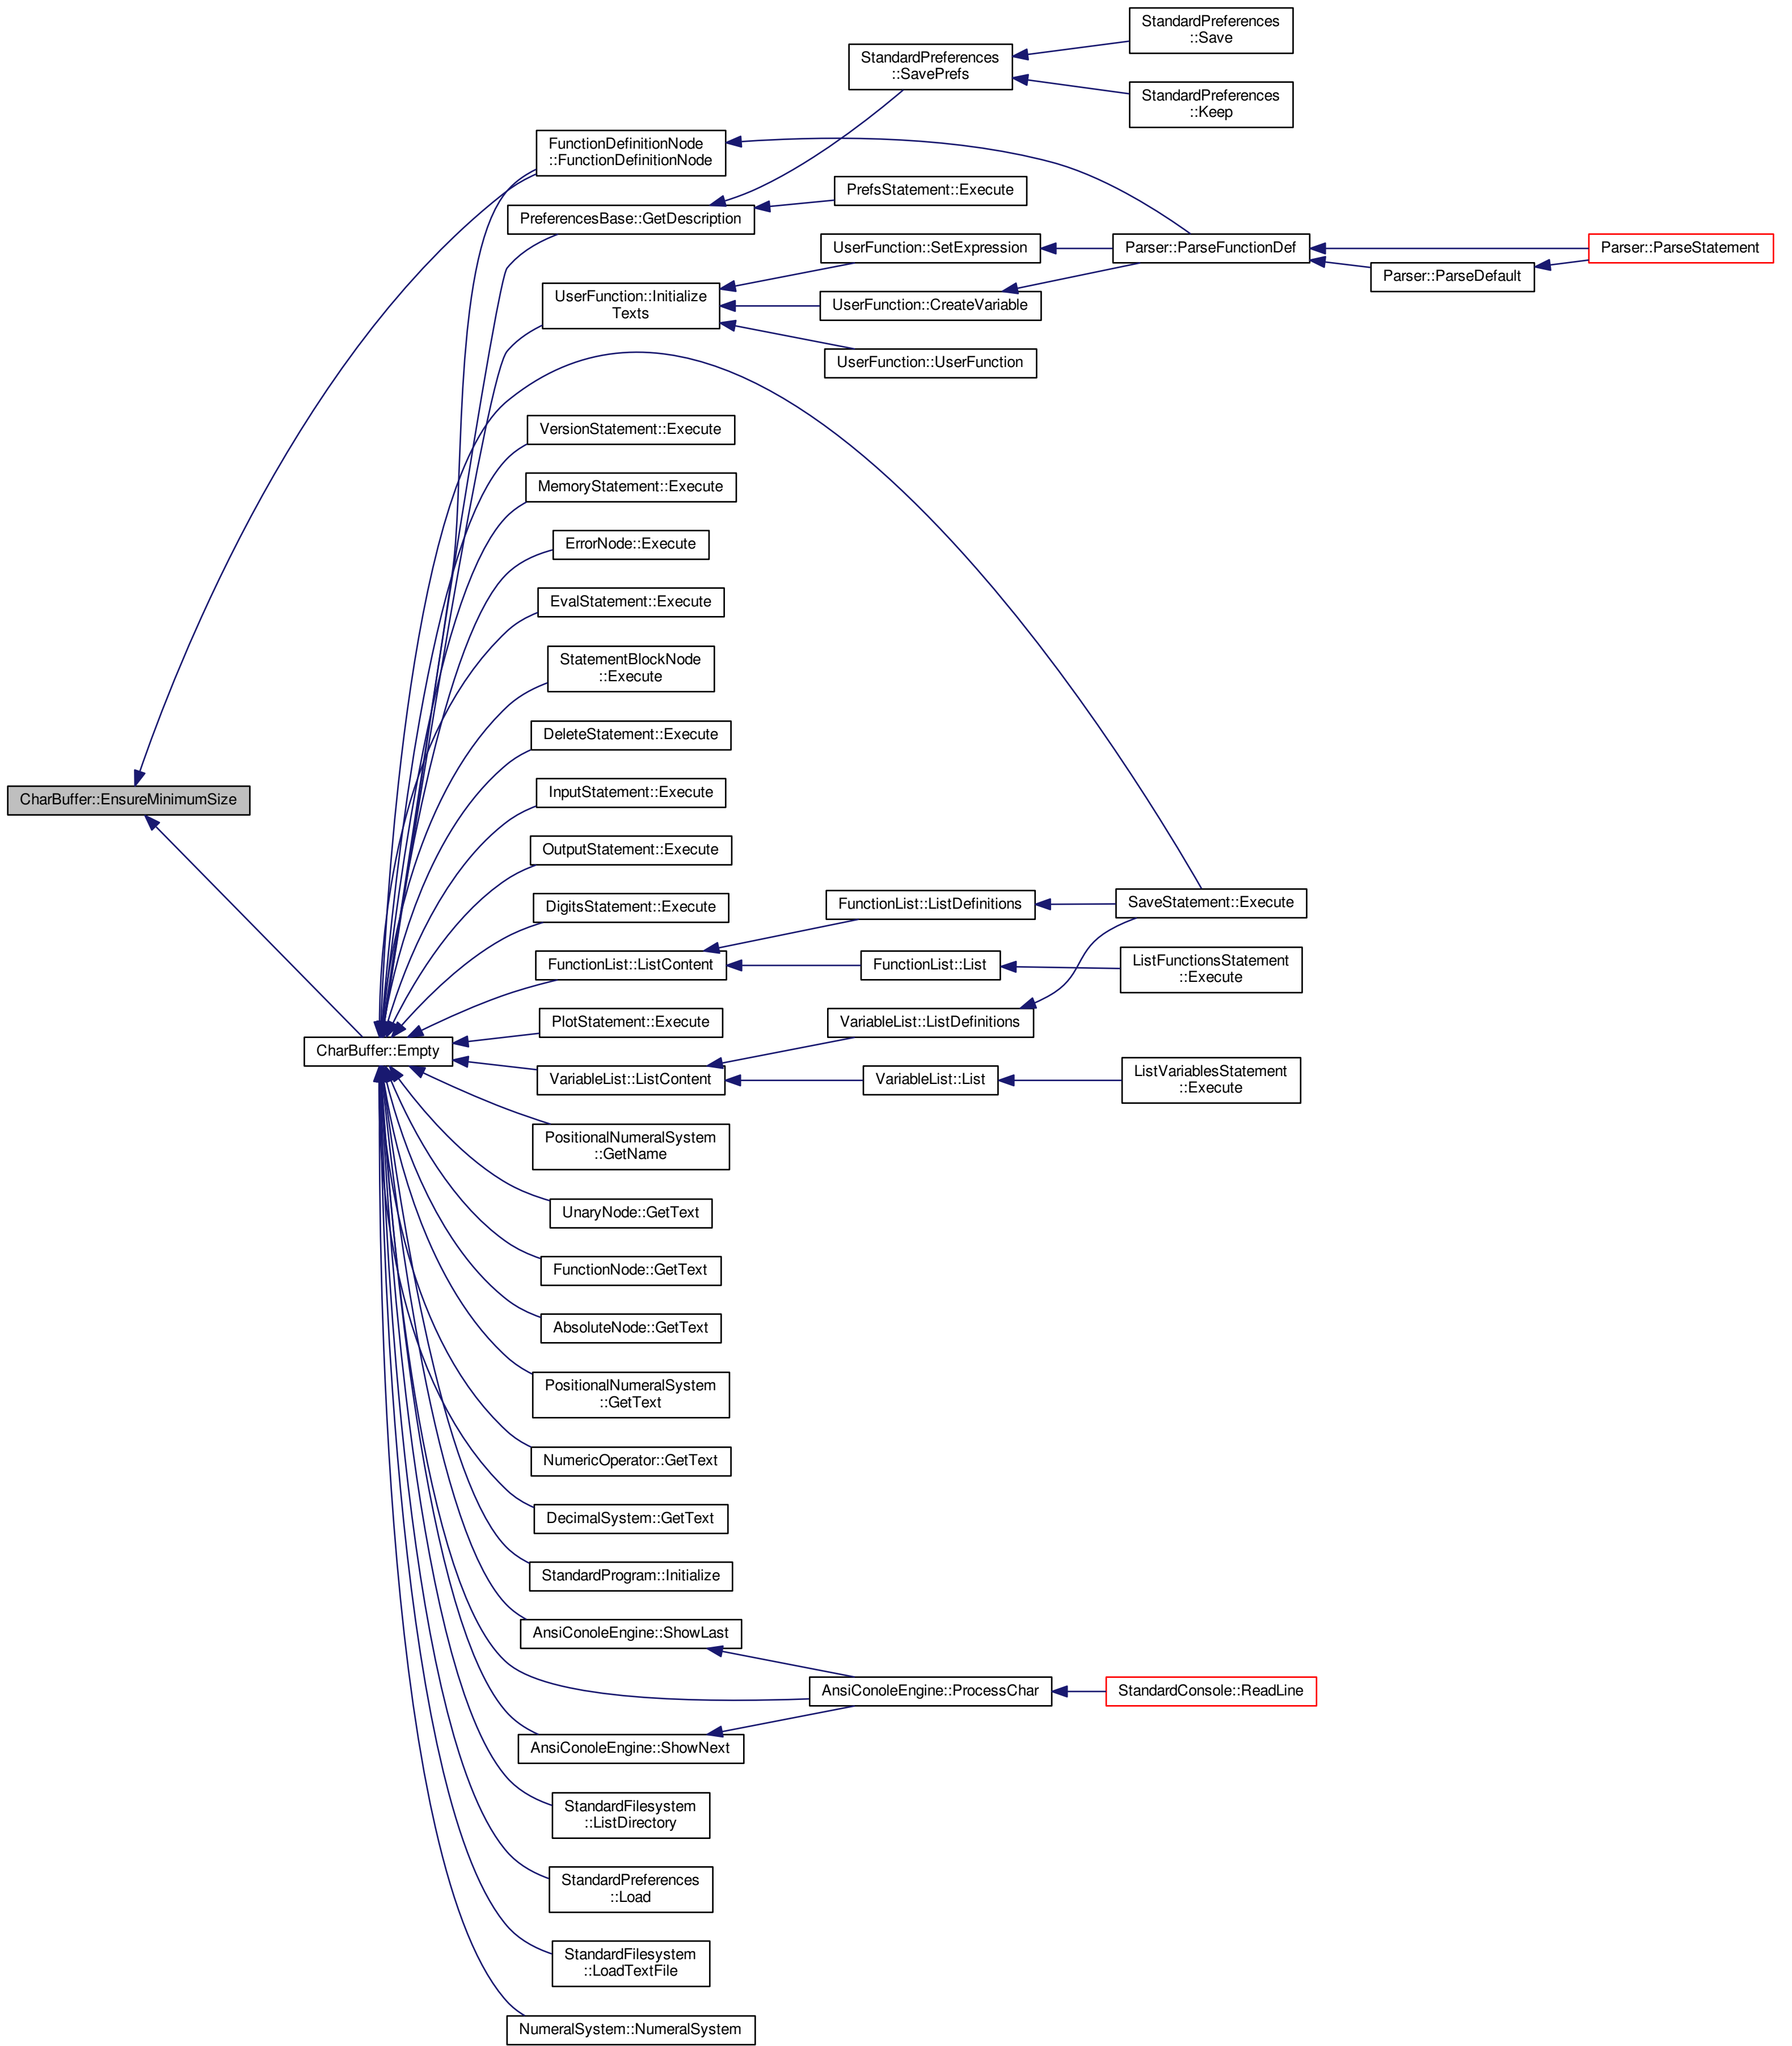 StandardPreferences
::Save
StandardPreferences
::SavePrefs
StandardPreferences
::Keep
FunctionDefinitionNode
::FunctionDefinitionNode
PrefsStatement::Execute
PreferencesBase::GetDescription
UserFunction::SetExpression
Parser::ParseFunctionDef
Parser::ParseStatement
Parser::ParseDefault
UserFunction::Initialize
Texts
UserFunction::CreateVariable
UserFunction::UserFunction
VersionStatement::Execute
MemoryStatement::Execute
ErrorNode::Execute
EvalStatement::Execute
StatementBlockNode
::Execute
DeleteStatement::Execute
CharBuffer::EnsureMinimumSize
InputStatement::Execute
OutputStatement::Execute
DigitsStatement::Execute
FunctionList::ListDefinitions
SaveStatement::Execute
FunctionList::ListContent
FunctionList::List
ListFunctionsStatement
::Execute
PlotStatement::Execute
VariableList::ListDefinitions
CharBuffer::Empty
VariableList::ListContent
VariableList::List
ListVariablesStatement
::Execute
PositionalNumeralSystem
::GetName
UnaryNode::GetText
FunctionNode::GetText
AbsoluteNode::GetText
PositionalNumeralSystem
::GetText
NumericOperator::GetText
DecimalSystem::GetText
StandardProgram::Initialize
AnsiConoleEngine::ShowLast
AnsiConoleEngine::ProcessChar
StandardConsole::ReadLine
AnsiConoleEngine::ShowNext
StandardFilesystem
::ListDirectory
StandardPreferences
::Load
StandardFilesystem
::LoadTextFile
NumeralSystem::NumeralSystem